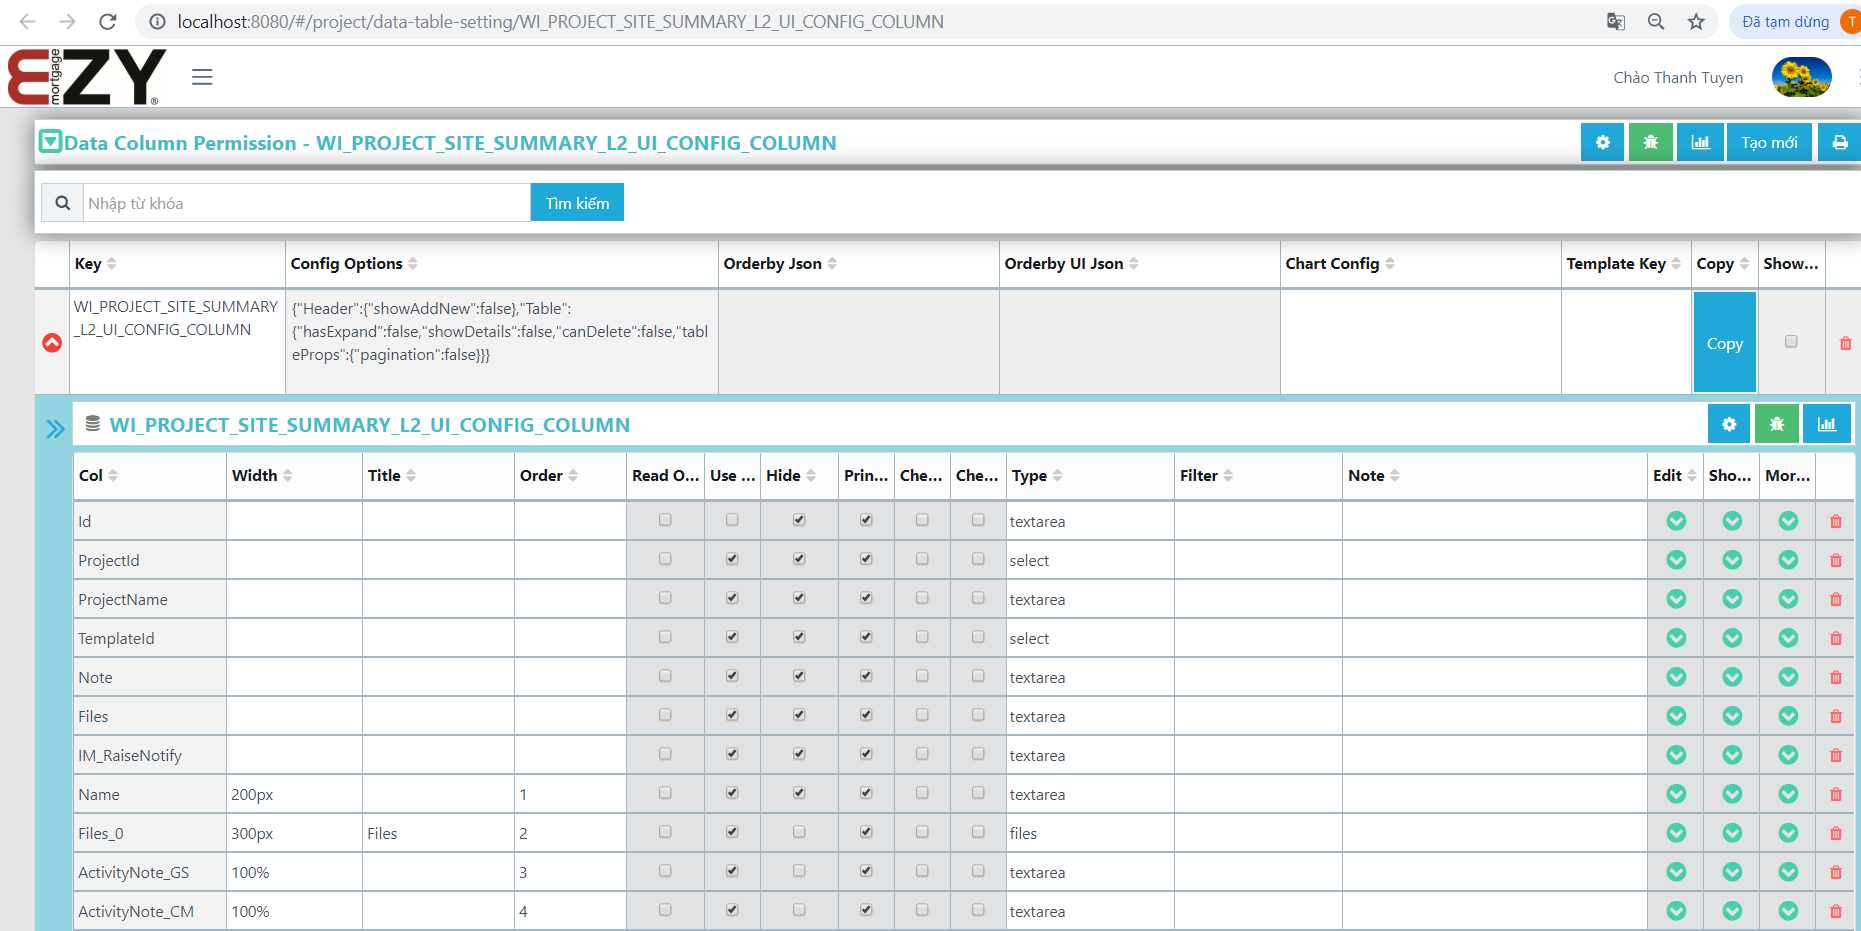 localhost:8080/#/project/data-table-setting/WI_PROJECT_SITE_SUMMARY_L2_UI_CONFIG_COLUMN
Đã tạm dừng T
EZY mortgage ®
Chào Thanh Tuyen
Data Column Permission - WI_PROJECT_SITE_SUMMARY_L2_UI_CONFIG_COLUMN
Tạo mới
Nhập từ khóa Tìm kiếm
Key Config Options Orderby Json Orderby UI Json Chart Config Template Key Copy Show...
WI_PROJECT_SITE_SUMMARY
_L2_UI_CONFIG_COLUMN
{"Header":{"showAddNew":false},"Table":
{"hasExpand":false,"showDetails":false,"canDelete":false,"tabl
eProps":{"pagination":false}}}
Copy
WI_PROJECT_SITE_SUMMARY_L2_UI_CONFIG_COLUMN
Col Width Title Order Read O... Use ... Hide Prin... Che... Che... Type Filter Note Edit Sho... Mor...
Id textarea
ProjectId select
ProjectName textarea
TemplateId select
Note textarea
Files textarea
IM_RaiseNotify textarea
Name 200px 1 textarea
Files_0 300px Files 2 files
ActivityNote_GS 100% 3 textarea
ActivityNote_CM 100% 4 textarea